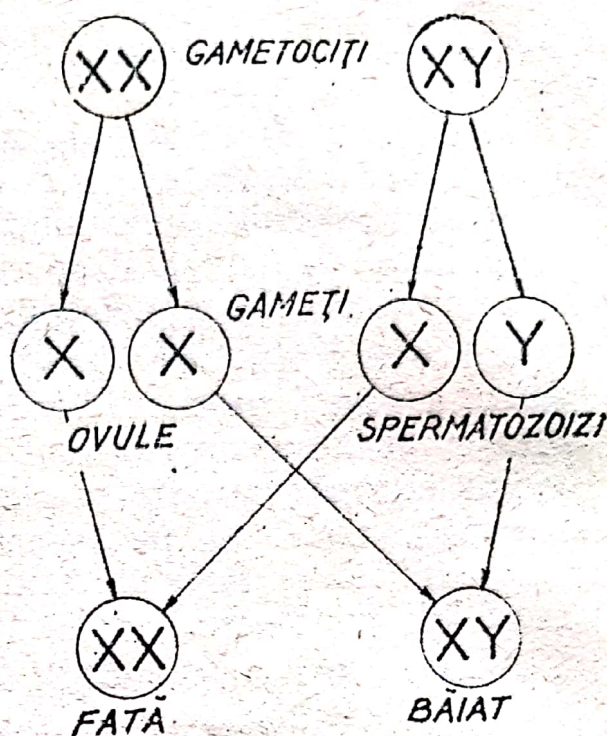 XX GAMETOCIȚI XY
GAMEȚI.
X X X Y
OVULE SPERMATOZOIZI
XX XY
FATĂ BĂIAT